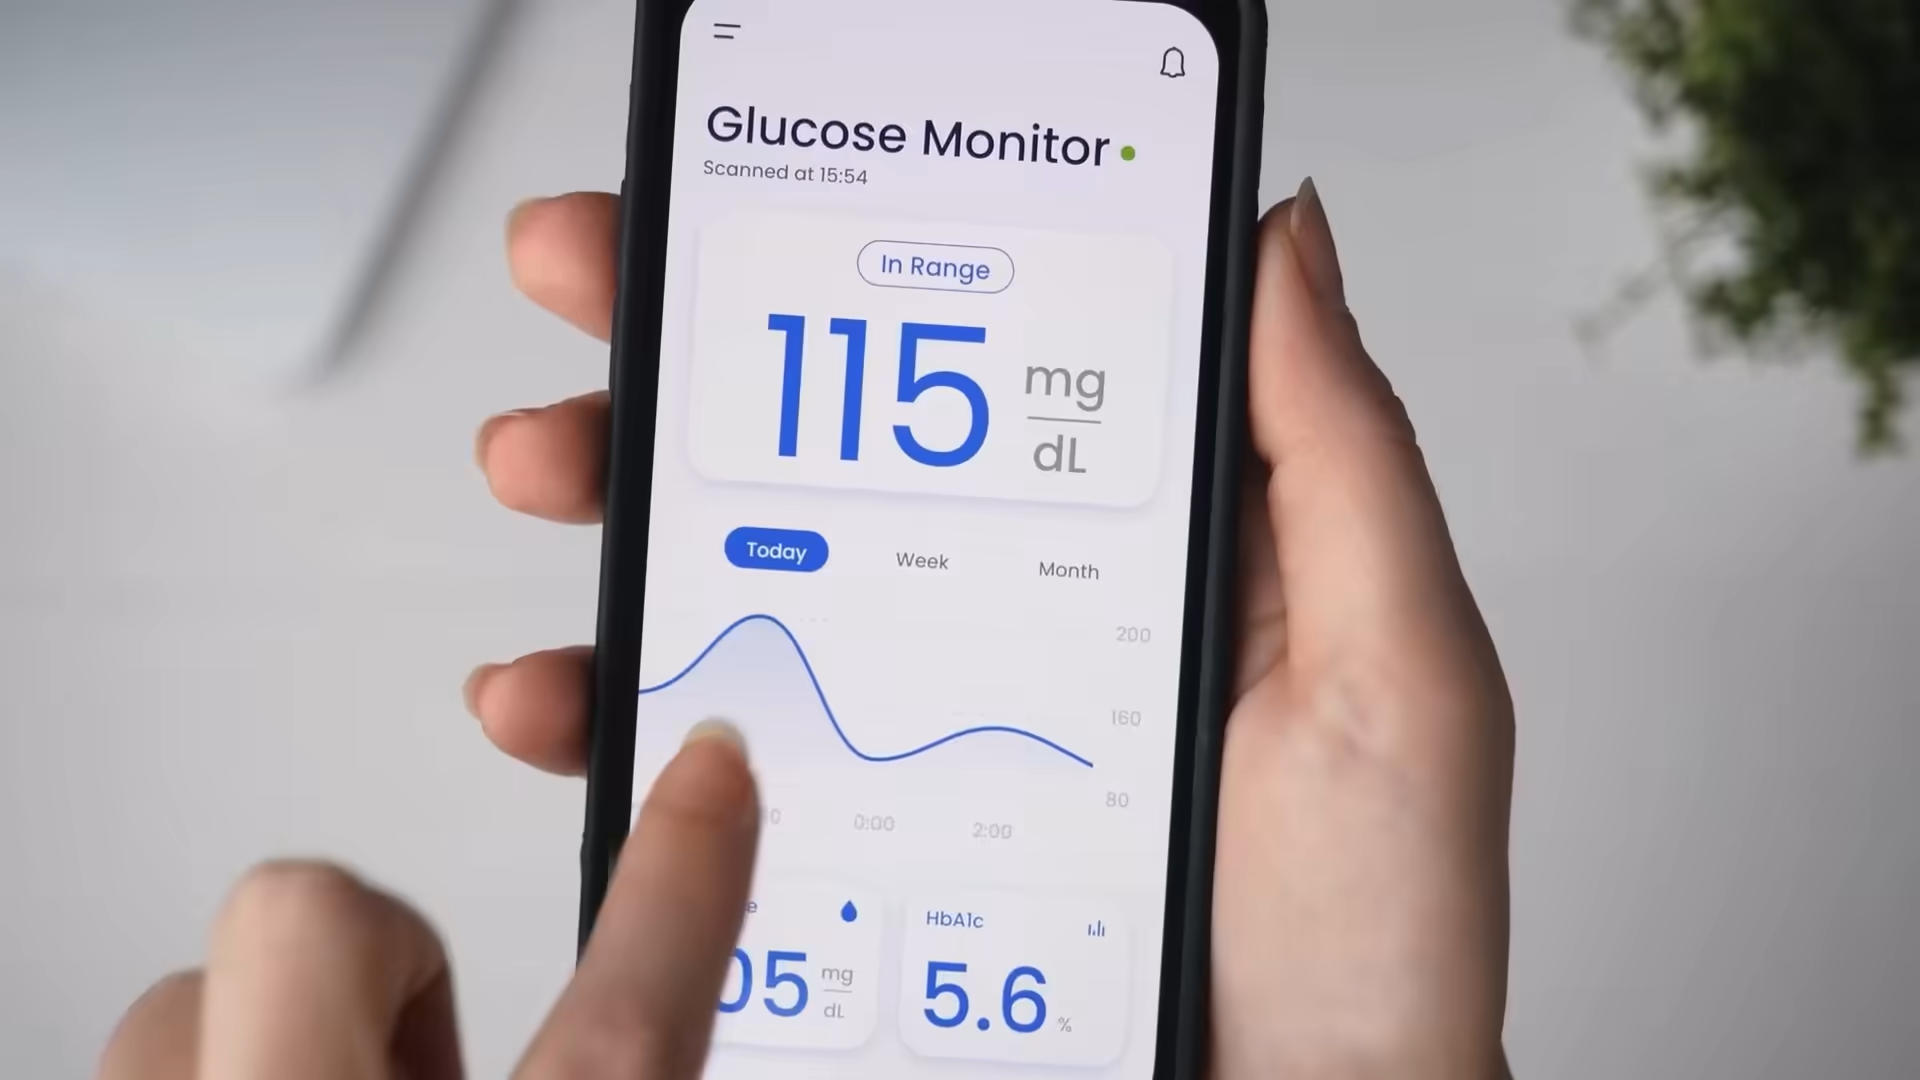 Glucose Monitor
Scanned at 15:54
In Range
115 mg
dL
Today Week Month
200
160
80
0:00 2:00
HbA1c
05 mg
dL
5.6 %